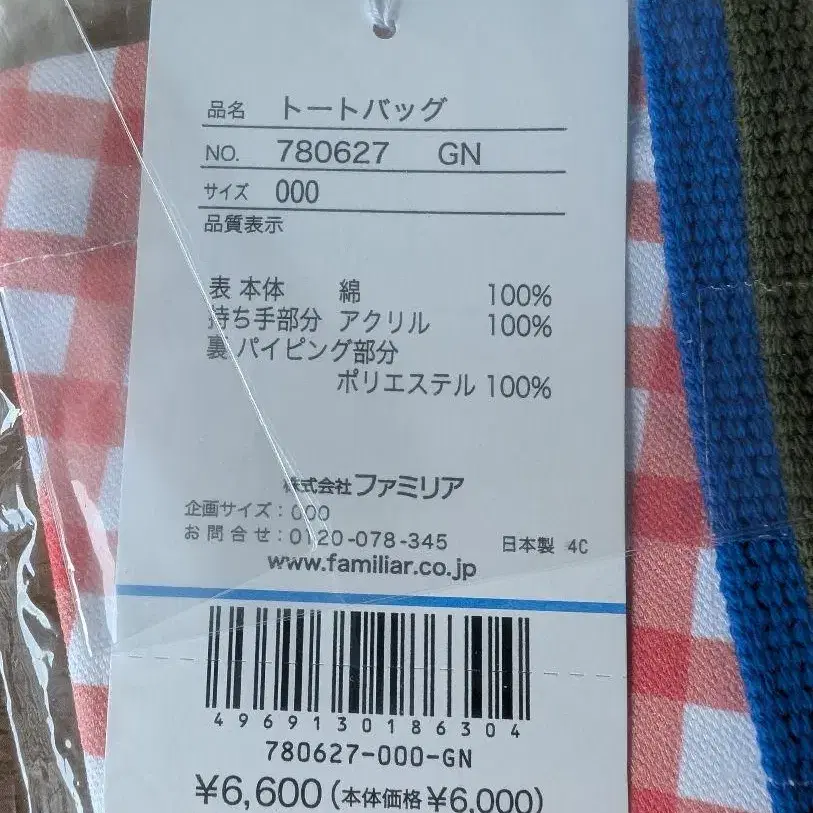 品名 トートバッグ
NO. 780627 GN
サイズ 000
品質表示
表 本体 綿 100%
持ち手部分 アクリル 100%
裏 パイピング部分
ポリエステル 100%
株式会社 ファミリア
企画サイズ：000
お問合せ：0120-078-345 日本製 4C
www.familiar.co.jp
4969130186304
780627-000-GN
¥6,600（本体価格 ¥6,000）